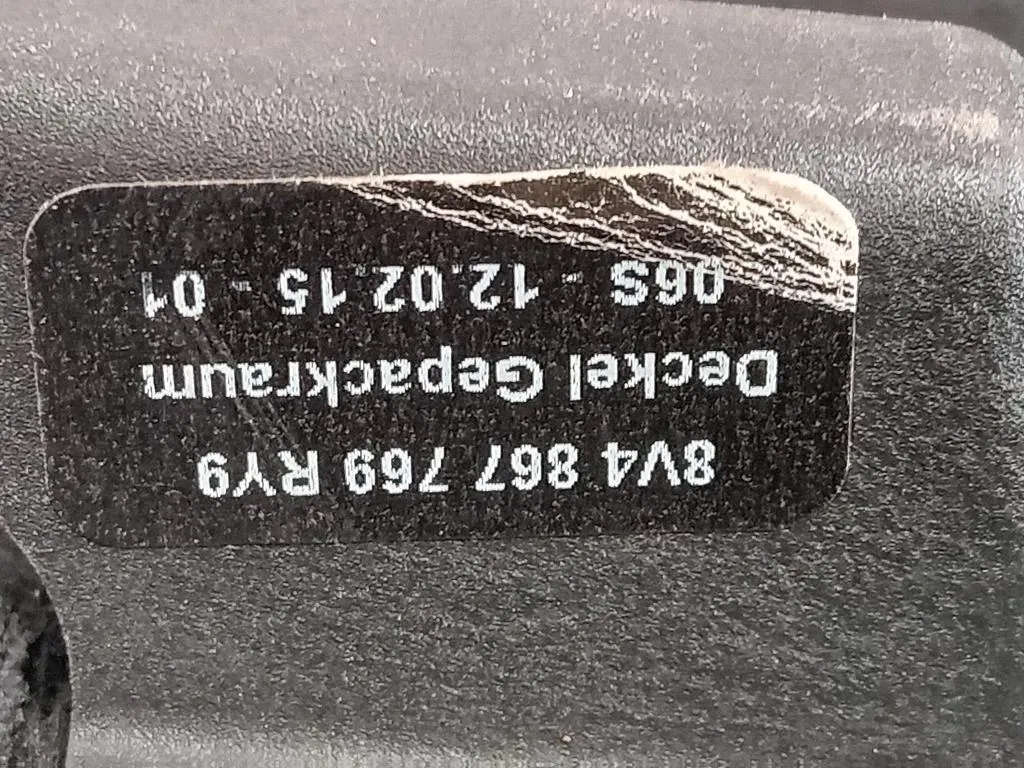 8V4 867 769 RY9
Deckel Gepackraum
06S - 12.02.15 - 01